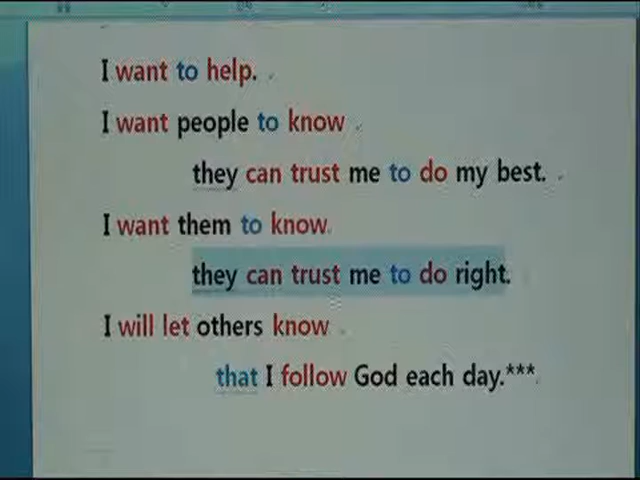 I want to help.
I want people to know
they can trust me to do my best.
I want them to know
they can trust me to do right.
I will let others know
that I follow God each day.***